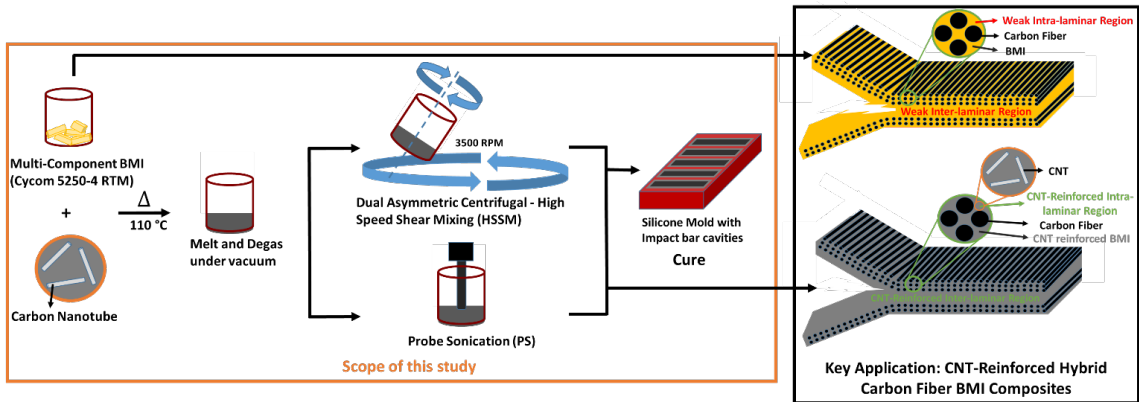 Multi-Component BMI
(Cycom 5250-4 RTM)
+
Carbon Nanotube
Δ
110 °C
Melt and Degas
under vacuum
3500 RPM
Dual Asymmetric Centrifugal - High
Speed Shear Mixing (HSSM)
Probe Sonication (PS)
Silicone Mold with
Impact bar cavities
Cure
Scope of this study
Weak Intra-laminar Region
Carbon Fiber
BMI
Weak Inter-laminar Region
CNT
CNT-Reinforced Intra-
laminar Region
Carbon Fiber
CNT reinforced BMI
CNT-Reinforced Inter-laminar Region
Key Application: CNT-Reinforced Hybrid
Carbon Fiber BMI Composites